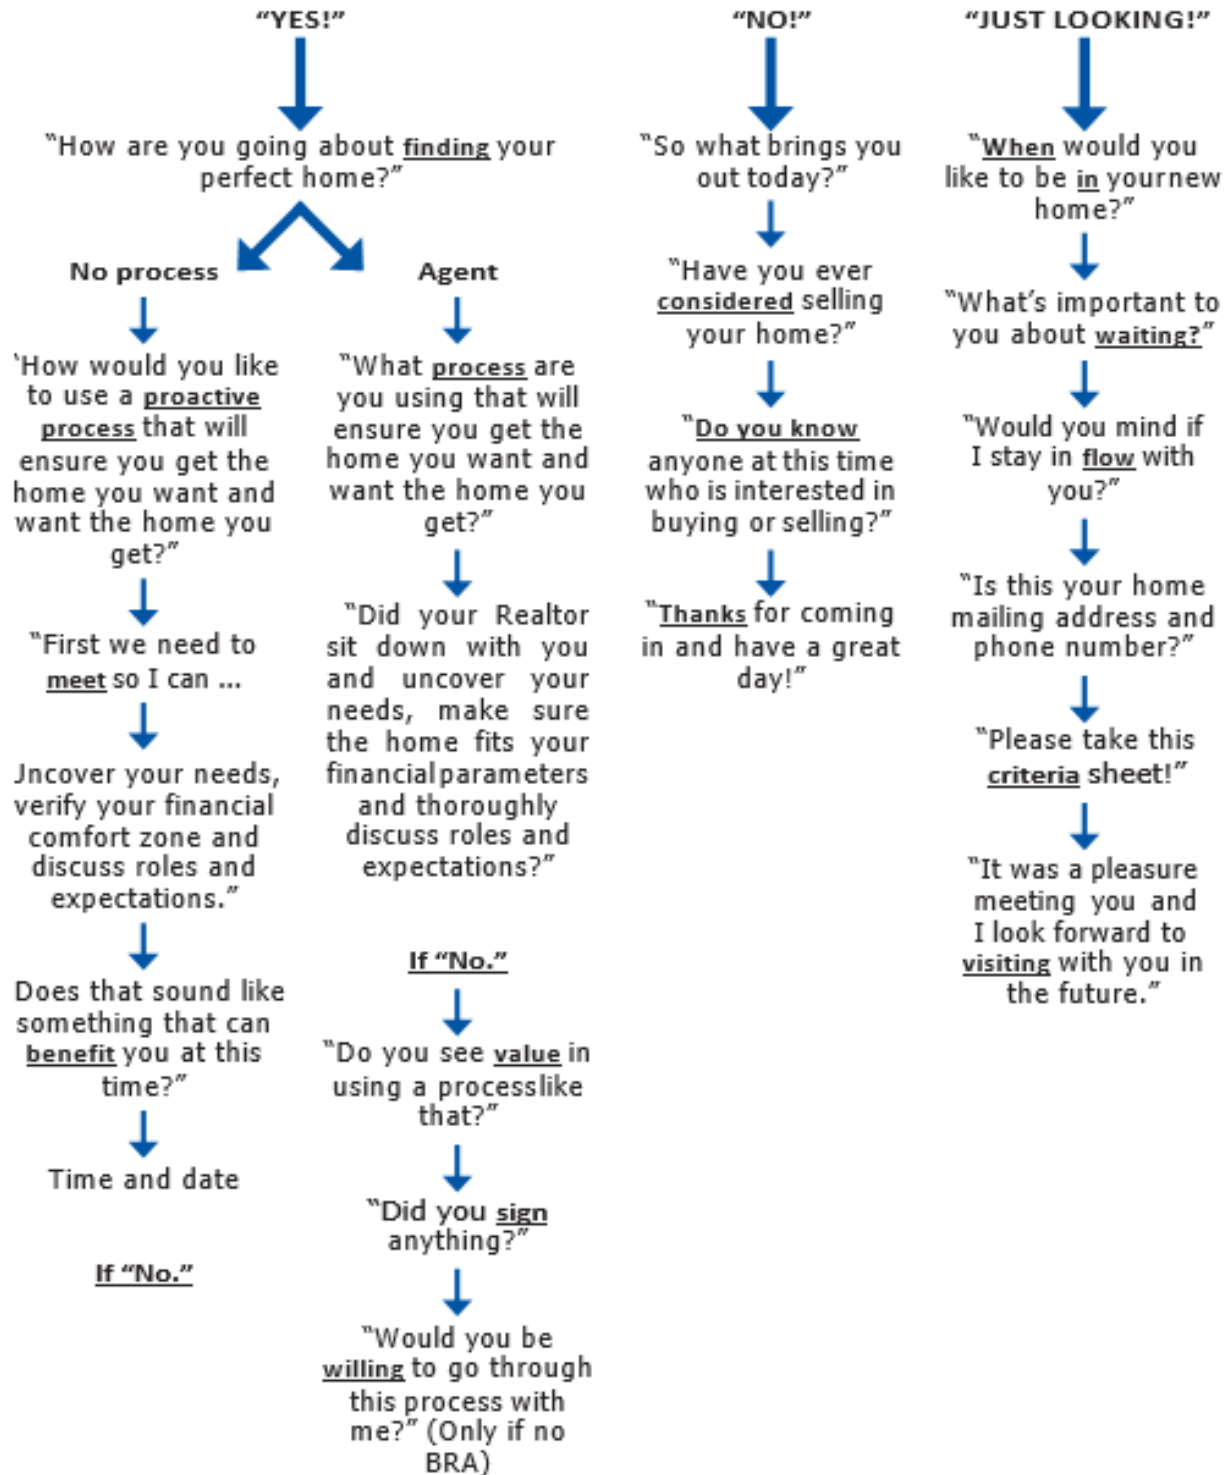 “YES!”
“How are you going about finding your
perfect home?”
No process
‘How would you like
to use a proactive
process that will
ensure you get the
home you want and
want the home you
get?”
“First we need to
meet so I can ...
Jncover your needs,
verify your financial
comfort zone and
discuss roles and
expectations.”
Does that sound like
something that can
benefit you at this
time?”
Time and date
If “No.”
Agent
“What process are
you using that will
ensure you get the
home you want and
want the home you
get?”
“Did your Realtor
sit down with you
and uncover your
needs, make sure
the home fits your
financial parameters
and thoroughly
discuss roles and
expectations?”
If “No.”
“Do you see value in
using a processlike
that?”
“Did you sign
anything?”
“Would you be
willing to go through
this process with
me?” (Only if no
BRA)
“NO!”
“So what brings you
out today?”
“Have you ever
considered selling
your home?”
“Do you know
anyone at this time
who is interested in
buying or selling?”
“Thanks for coming
in and have a great
day!”
“JUST LOOKING!”
“When would you
like to be in yournew
home?”
“What’s important to
you about waiting?”
“Would you mind if
I stay in flow with
you?”
“Is this your home
mailing address and
phone number?”
“Please take this
criteria sheet!”
“It was a pleasure
meeting you and
I look forward to
visiting with you in
the future.”